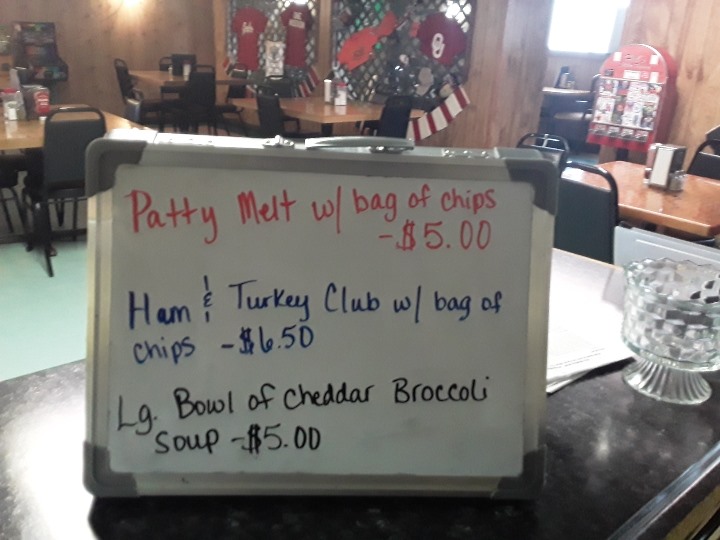 Patty Melt w/ bag of chips
-$5.00
Ham & Turkey Club w/ bag of
chips -$6.50
Lg. Bowl of Cheddar Broccoli
Soup -$5.00